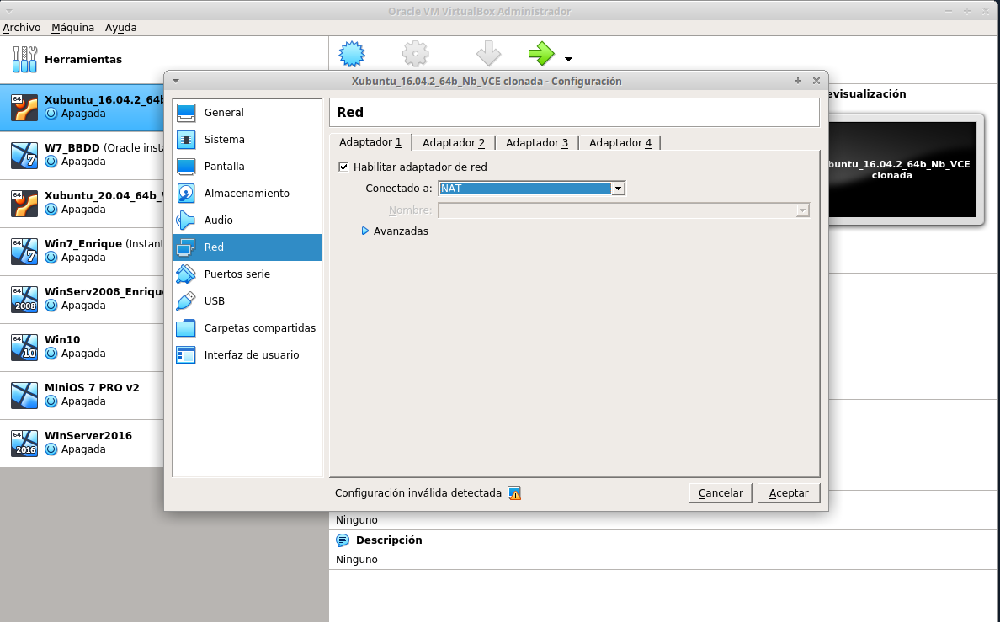 Oracle VM VirtualBox Administrador
Archivo Máquina Ayuda
Herramientas
64 Xubuntu_16.04.2_64b
Apagada
7 W7_BBDD (Oracle insta
Apagada
64 Xubuntu_20.04_64b_
Apagada
7 Win7_Enrique (Instant
Apagada
64 2008 WinServ2008_Enriqu
Apagada
64 10 Win10
Apagada
MIniOS 7 PRO v2
Apagada
64 2016 WInServer2016
Apagada
Xubuntu_16.04.2_64b_Nb_VCE clonada - Configuración
General
Sistema
Pantalla
Almacenamiento
Audio
Red
Puertos serie
USB
Carpetas compartidas
Interfaz de usuario
Red
Adaptador 1 Adaptador 2 Adaptador 3 Adaptador 4
Habilitar adaptador de red
Conectado a: NAT
Nombre:
Avanzadas
Configuración inválida detectada
Cancelar Aceptar
evisualización
buntu_16.04.2_64b_Nb_VCE
clonada
Ninguno
Descripción
Ninguno